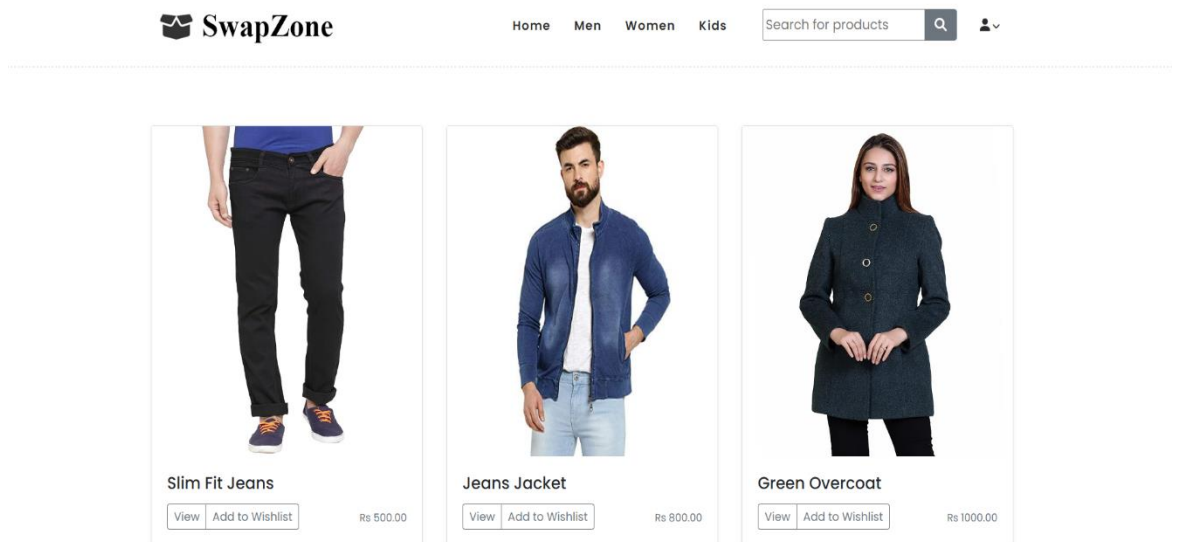 SwapZone
Home Men Women Kids Search for products
Slim Fit Jeans
View Add to Wishlist Rs 500.00
Jeans Jacket
View Add to Wishlist Rs 800.00
Green Overcoat
View Add to Wishlist Rs 1000.00